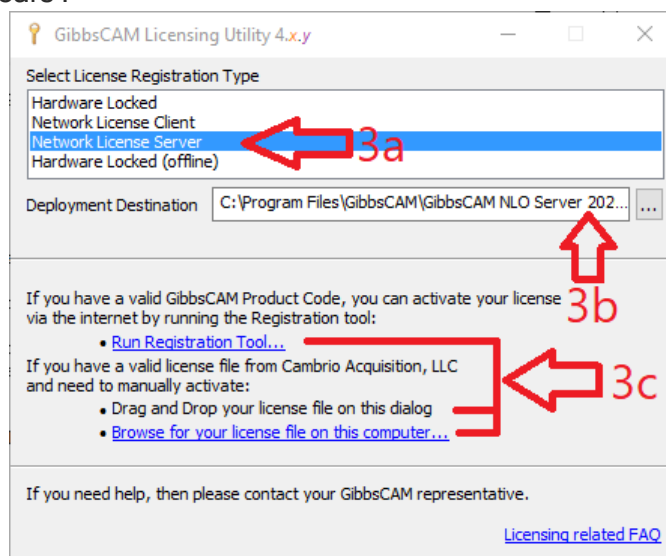 GibbsCAM Licensing Utility 4.x.y
Select License Registration Type
Hardware Locked
Network License Client
Network License Server
3a
Hardware Locked (offline)
Deployment Destination C:\Program Files\GibbsCAM\GibbsCAM NLO Server 202... ...
3b
If you have a valid GibbsCAM Product Code, you can activate your license
via the internet by running the Registration tool:
• Run Registration Tool...
If you have a valid license file from Cambrio Acquisition, LLC
and need to manually activate:
3c
• Drag and Drop your license file on this dialog
• Browse for your license file on this computer...
If you need help, then please contact your GibbsCAM representative.
Licensing related FAQ